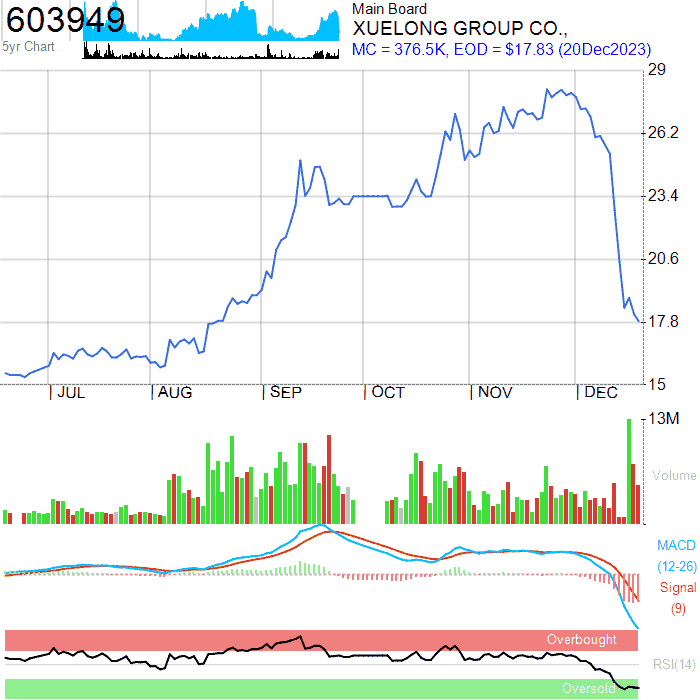 603949
5yr Chart
Main Board
XUELONG GROUP CO.,
MC = 376.5K, EOD = $17.83 (20Dec2023)
29
26.2
23.4
20.6
17.8
15
JUL AUG SEP OCT NOV DEC
13M
Volume
MACD
(12-26)
Signal
(9)
Overbought
RSI(14)
Oversold